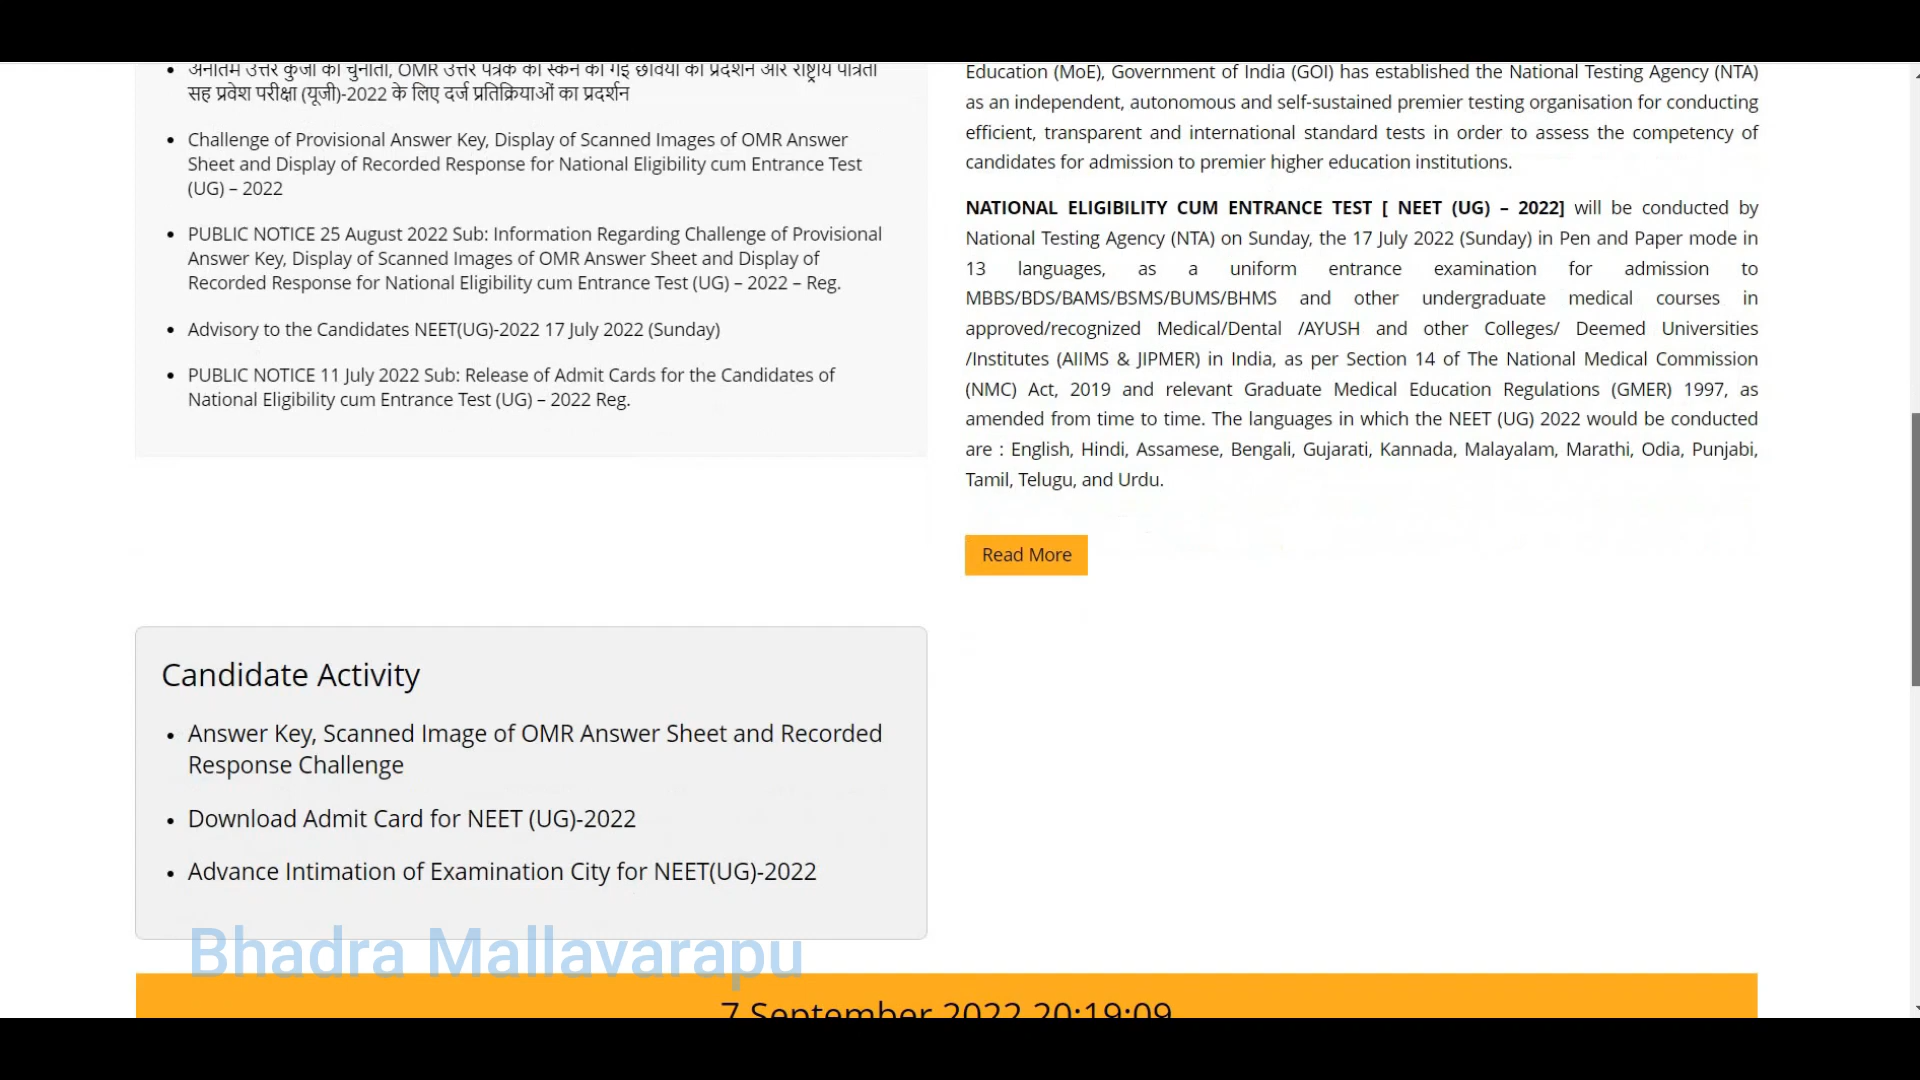 अनंतिम उत्तर कुंजी की चुनौती, OMR उत्तर पत्रक की स्कैन की गई छवियों का प्रदर्शन और राष्ट्रीय पात्रता
सह प्रवेश परीक्षा (यूजी)-2022 के लिए दर्ज प्रतिक्रियाओं का प्रदर्शन
Challenge of Provisional Answer Key, Display of Scanned Images of OMR Answer
Sheet and Display of Recorded Response for National Eligibility cum Entrance Test
(UG) – 2022
PUBLIC NOTICE 25 August 2022 Sub: Information Regarding Challenge of Provisional
Answer Key, Display of Scanned Images of OMR Answer Sheet and Display of
Recorded Response for National Eligibility cum Entrance Test (UG) – 2022 – Reg.
Advisory to the Candidates NEET(UG)-2022 17 July 2022 (Sunday)
PUBLIC NOTICE 11 July 2022 Sub: Release of Admit Cards for the Candidates of
National Eligibility cum Entrance Test (UG) – 2022 Reg.
Education (MoE), Government of India (GOI) has established the National Testing Agency (NTA)
as an independent, autonomous and self-sustained premier testing organisation for conducting
efficient, transparent and international standard tests in order to assess the competency of
candidates for admission to premier higher education institutions.
NATIONAL ELIGIBILITY CUM ENTRANCE TEST [ NEET (UG) – 2022] will be conducted by
National Testing Agency (NTA) on Sunday, the 17 July 2022 (Sunday) in Pen and Paper mode in
13 languages, as a uniform entrance examination for admission to
MBBS/BDS/BAMS/BSMS/BUMS/BHMS and other undergraduate medical courses in
approved/recognized Medical/Dental /AYUSH and other Colleges/ Deemed Universities
/Institutes (AIIMS & JIPMER) in India, as per Section 14 of The National Medical Commission
(NMC) Act, 2019 and relevant Graduate Medical Education Regulations (GMER) 1997, as
amended from time to time. The languages in which the NEET (UG) 2022 would be conducted
are : English, Hindi, Assamese, Bengali, Gujarati, Kannada, Malayalam, Marathi, Odia, Punjabi,
Tamil, Telugu, and Urdu.
Read More
Candidate Activity
Answer Key, Scanned Image of OMR Answer Sheet and Recorded
Response Challenge
Download Admit Card for NEET (UG)-2022
Advance Intimation of Examination City for NEET(UG)-2022
Bhadra Mallavarapu
7 September 2022 20:19:09